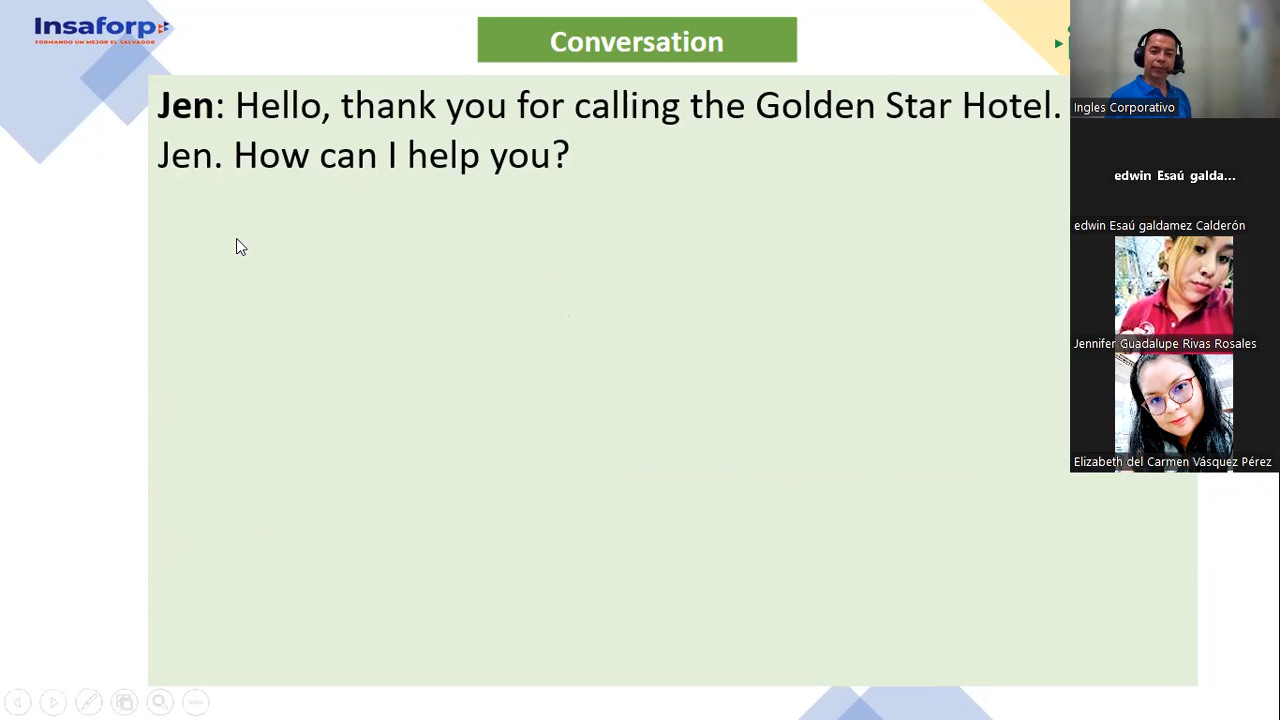 Insaforp
FORMANDO UN MEJOR EL SALVADOR
Conversation
Jen: Hello, thank you for calling the Golden Star Hotel.
Jen. How can I help you?
Ingles Corporativo
edwin Esaú galda...
edwin Esaú galdamez Calderón
Jennifer Guadalupe Rivas Rosales
Elizabeth del Carmen Vásquez Pérez